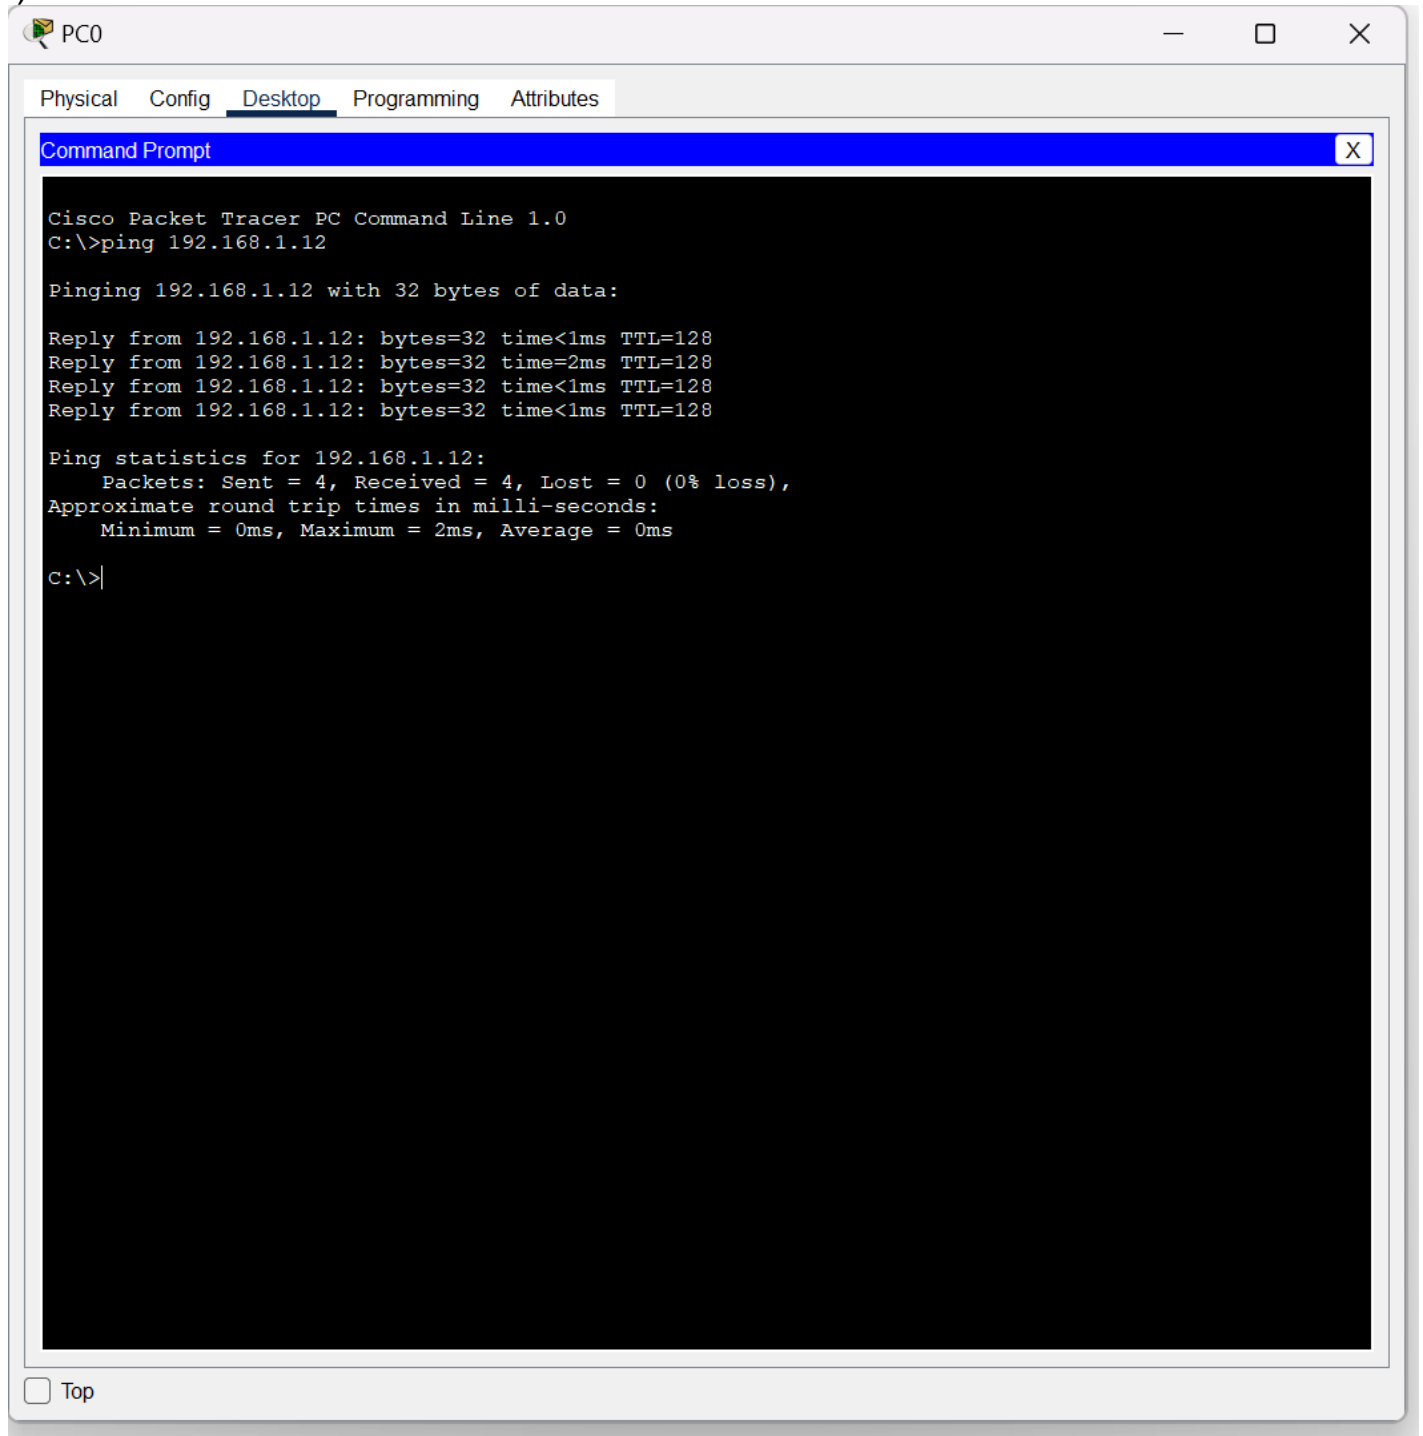 PC0
Physical Config Desktop Programming Attributes
Command Prompt
X
Cisco Packet Tracer PC Command Line 1.0
C:\>ping 192.168.1.12
Pinging 192.168.1.12 with 32 bytes of data:
Reply from 192.168.1.12: bytes=32 time<1ms TTL=128
Reply from 192.168.1.12: bytes=32 time=2ms TTL=128
Reply from 192.168.1.12: bytes=32 time<1ms TTL=128
Reply from 192.168.1.12: bytes=32 time<1ms TTL=128
Ping statistics for 192.168.1.12:
    Packets: Sent = 4, Received = 4, Lost = 0 (0% loss),
Approximate round trip times in milli-seconds:
    Minimum = 0ms, Maximum = 2ms, Average = 0ms
C:\>
Top